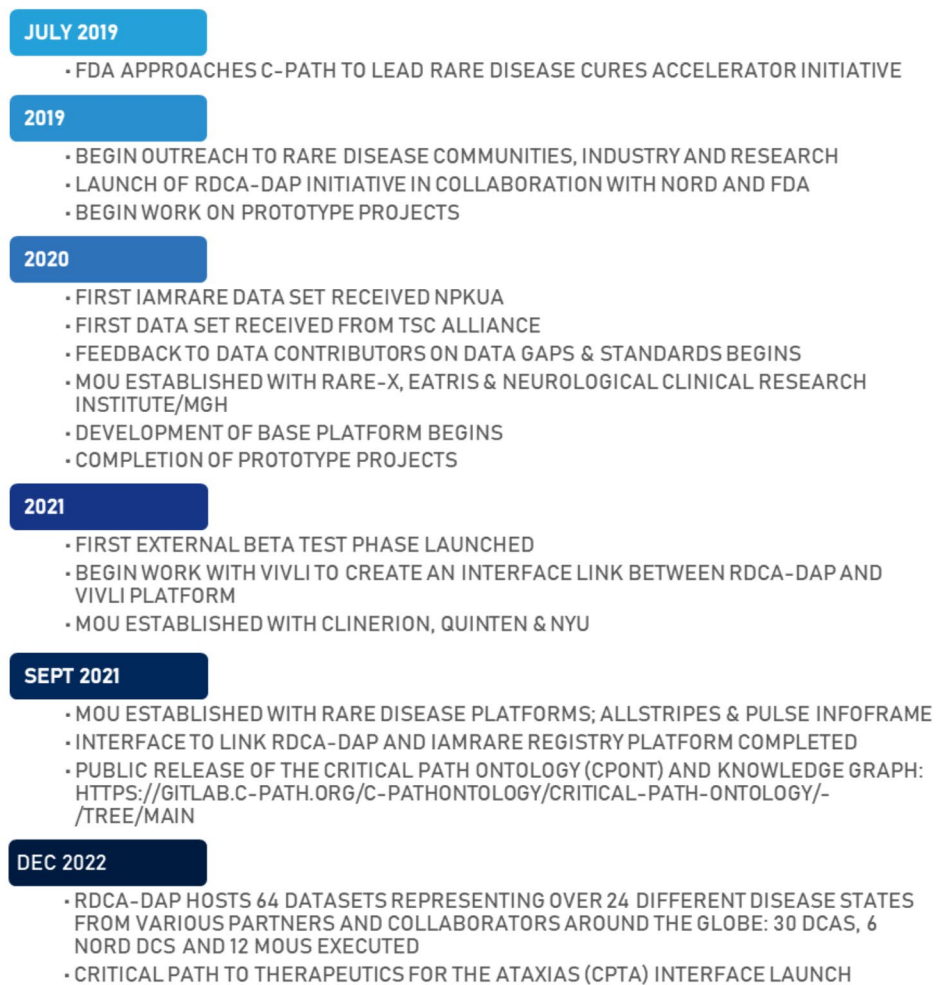 JULY 2019
▪ FDA APPROACHES C-PATH TO LEAD RARE DISEASE CURES ACCELERATOR INITIATIVE
2019
▪ BEGIN OUTREACH TO RARE DISEASE COMMUNITIES, INDUSTRY AND RESEARCH
▪ LAUNCH OF RDCA-DAP INITIATIVE IN COLLABORATION WITH NORD AND FDA
▪ BEGIN WORK ON PROTOTYPE PROJECTS
2020
▪ FIRST IAMRARE DATA SET RECEIVED NPKUA
▪ FIRST DATA SET RECEIVED FROM TSC ALLIANCE
▪ FEEDBACK TO DATA CONTRIBUTORS ON DATA GAPS & STANDARDS BEGINS
▪ MOU ESTABLISHED WITH RARE-X, EATRIS & NEUROLOGICAL CLINICAL RESEARCH
INSTITUTE/MGH
▪ DEVELOPMENT OF BASE PLATFORM BEGINS
▪ COMPLETION OF PROTOTYPE PROJECTS
2021
▪ FIRST EXTERNAL BETA TEST PHASE LAUNCHED
▪ BEGIN WORK WITH VIVLI TO CREATE AN INTERFACE LINK BETWEEN RDCA-DAP AND
VIVLI PLATFORM
▪ MOU ESTABLISHED WITH CLINERION, QUINTEN & NYU
SEPT 2021
▪ MOU ESTABLISHED WITH RARE DISEASE PLATFORMS; ALLSTRIPES & PULSE INFOFRAME
▪ INTERFACE TO LINK RDCA-DAP AND IAMRARE REGISTRY PLATFORM COMPLETED
▪ PUBLIC RELEASE OF THE CRITICAL PATH ONTOLOGY (CPONT) AND KNOWLEDGE GRAPH:
HTTPS://GITLAB.C-PATH.ORG/C-PATHONTOLOGY/CRITICAL-PATH-ONTOLOGY/-
/TREE/MAIN
DEC 2022
▪ RDCA-DAP HOSTS 64 DATASETS REPRESENTING OVER 24 DIFFERENT DISEASE STATES
FROM VARIOUS PARTNERS AND COLLABORATORS AROUND THE GLOBE: 30 DCAS, 6
NORD DCS AND 12 MOUS EXECUTED
▪ CRITICAL PATH TO THERAPEUTICS FOR THE ATAXIAS (CPTA) INTERFACE LAUNCH